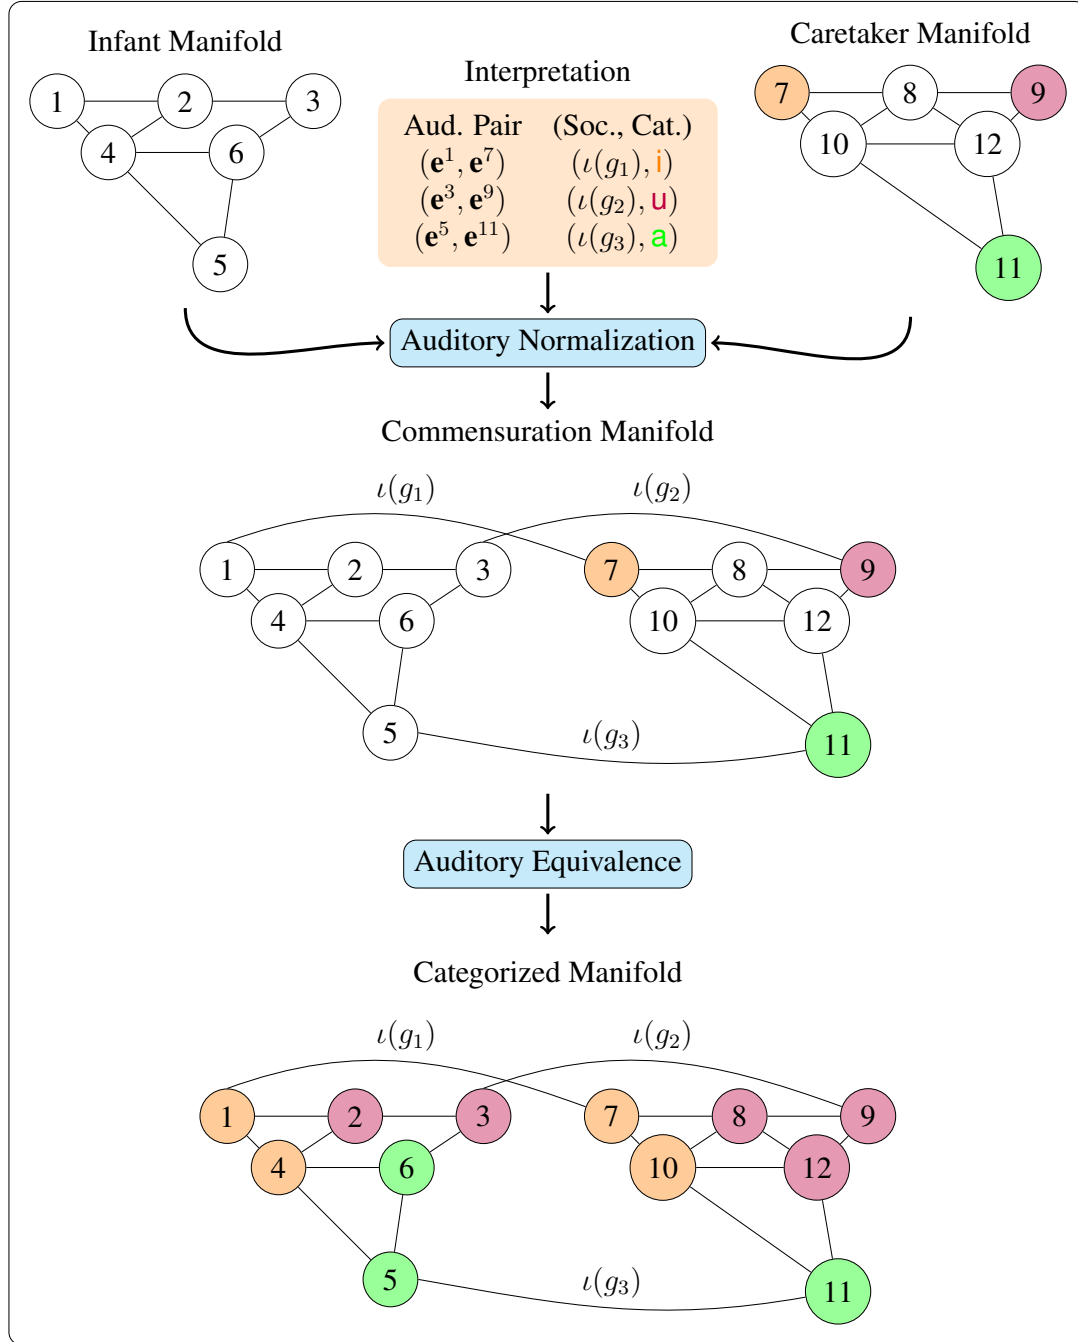 Infant Manifold
1 2 3
4 6
5
Interpretation
Aud. Pair (Soc., Cat.)
(e¹, e⁷) (ι(g₁), i)
(e³, e⁹) (ι(g₂), u)
(e⁵, e¹¹) (ι(g₃), a)
Caretaker Manifold
7 8 9
10 12
11
Auditory Normalization
Commensuration Manifold
ι(g₁) ι(g₂)
1 2 3 7 8 9
4 6 10 12
5 ι(g₃) 11
Auditory Equivalence
Categorized Manifold
ι(g₁) ι(g₂)
1 2 3 7 8 9
4 6 10 12
5 ι(g₃) 11